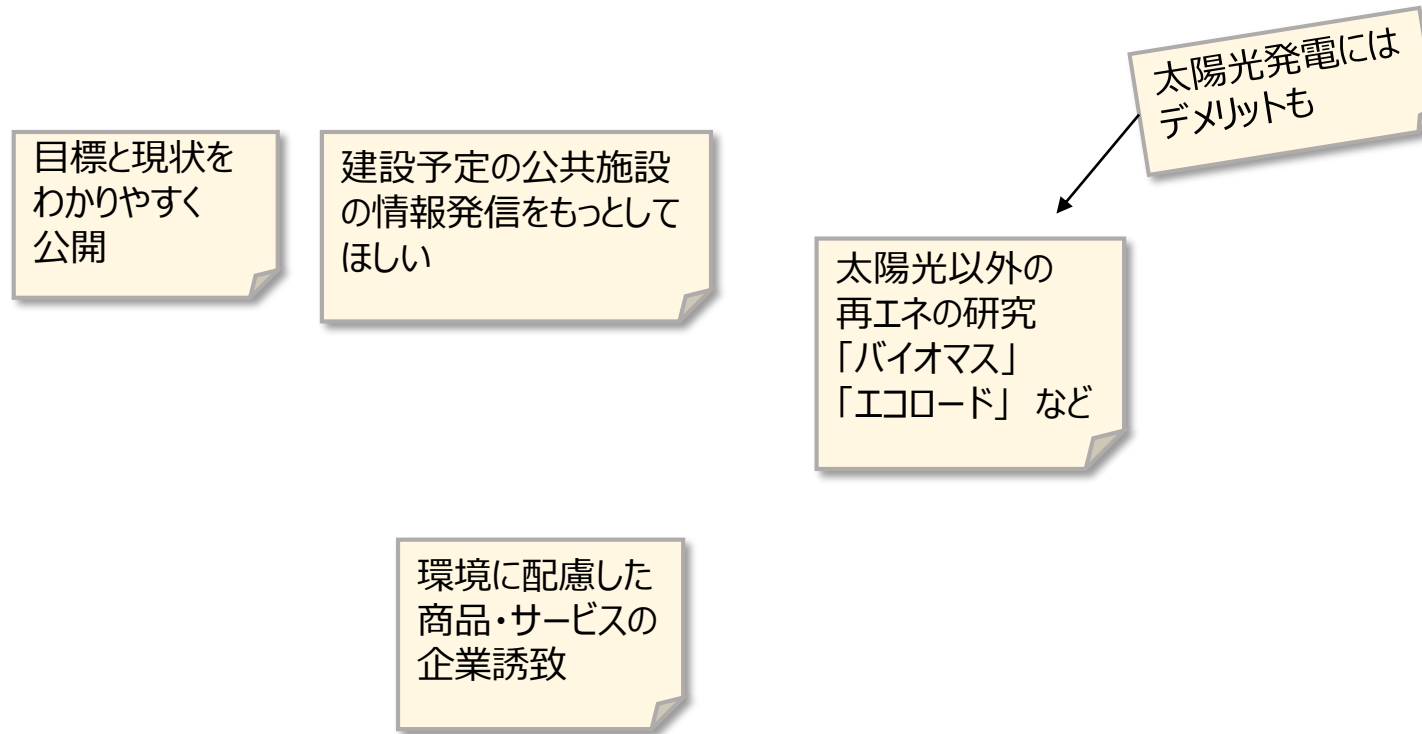 太陽光発電には
デメリットも
目標と現状を
わかりやすく
公開
建設予定の公共施設
の情報発信をもっとして
ほしい
太陽光以外の
再エネの研究
「バイオマス」
「エコロード」 など
環境に配慮した
商品・サービスの
企業誘致